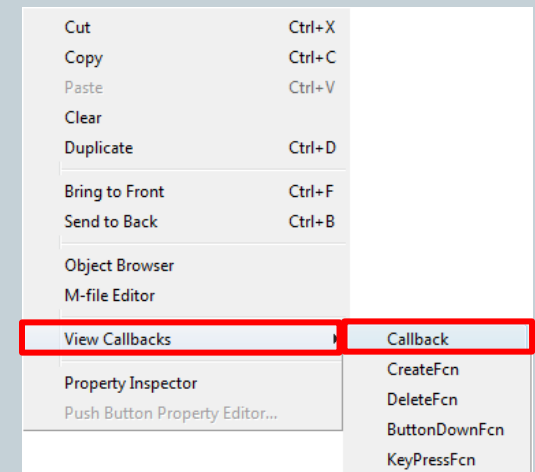 Cut Ctrl+X
Copy Ctrl+C
Paste Ctrl+V
Clear
Duplicate Ctrl+D
Bring to Front Ctrl+F
Send to Back Ctrl+B
Object Browser
M-file Editor
View Callbacks
Property Inspector
Push Button Property Editor...
Callback
CreateFcn
DeleteFcn
ButtonDownFcn
KeyPressFcn